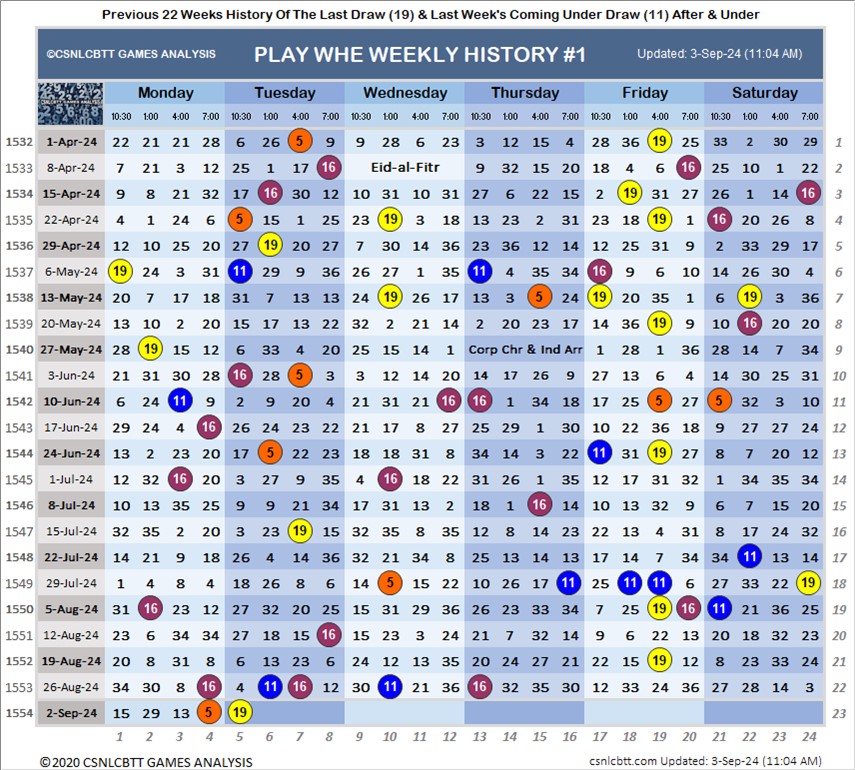 Previous 22 Weeks History Of The Last Draw (19) & Last Week's Coming Under Draw (11) After & Under
©CSNLCBTT GAMES ANALYSIS PLAY WHE WEEKLY HISTORY #1 Updated: 3-Sep-24 (11:04 AM)
CSNLCBTT GAMES ANALYSIS Monday Tuesday Wednesday Thursday Friday Saturday
10:30 1:00 4:00 7:00 10:30 1:00 4:00 7:00 10:30 1:00 4:00 7:00 10:30 1:00 4:00 7:00 10:30 1:00 4:00 7:00 10:30 1:00 4:00 7:00
1532 1-Apr-24 22 21 21 28 6 26 5 9 9 28 6 23 3 12 15 4 28 36 19 25 33 2 30 29 1
1533 8-Apr-24 7 21 3 12 25 1 17 16 Eid-al-Fitr 9 32 15 20 18 4 6 16 25 10 1 22 2
1534 15-Apr-24 9 8 21 32 17 16 30 12 10 31 10 31 27 6 22 15 2 19 31 27 26 1 14 16 3
1535 22-Apr-24 4 1 24 6 5 15 1 25 23 19 3 18 13 23 2 31 23 18 19 1 16 20 26 8 4
1536 29-Apr-24 12 10 25 20 27 19 20 27 7 30 14 36 23 36 12 14 12 25 31 9 2 33 29 17 5
1537 6-May-24 19 24 3 31 11 29 9 36 26 27 1 35 11 4 35 34 16 9 6 10 14 26 30 4 6
1538 13-May-24 20 7 17 18 31 7 13 13 24 19 26 17 13 3 5 24 19 20 35 1 6 19 3 36 7
1539 20-May-24 13 10 2 20 15 17 13 22 32 2 21 14 7 20 23 17 14 36 19 9 22 16 20 20 8
1540 27-May-24 28 19 15 12 6 33 4 20 25 15 14 1 Corp Chr & Ind Arr 1 28 1 36 28 14 7 34 9
1541 3-Jun-24 21 31 30 28 16 28 5 3 3 12 14 20 14 17 26 9 27 13 6 4 14 30 25 31 10
1542 10-Jun-24 6 24 11 9 2 9 20 4 21 31 21 16 16 1 34 18 17 25 5 27 5 32 3 10 11
1543 17-Jun-24 29 24 4 16 26 24 23 22 21 17 8 27 25 29 1 30 10 22 36 18 9 27 27 24 12
1544 24-Jun-24 13 2 23 20 17 5 22 23 18 18 31 8 34 14 3 22 11 31 19 27 8 7 20 12 13
1545 1-Jul-24 12 32 16 20 3 27 9 35 4 16 18 22 31 26 1 35 12 17 31 32 1 34 35 34 14
1546 8-Jul-24 10 13 35 25 9 9 21 34 17 31 13 2 18 1 16 14 10 13 32 9 6 7 15 20 15
1547 15-Jul-24 32 35 2 20 3 23 19 15 32 35 8 35 12 8 14 23 22 13 4 31 8 17 24 32 16
1548 22-Jul-24 14 21 9 18 26 4 14 36 32 21 34 8 25 13 14 13 17 14 7 34 34 11 13 14 17
1549 29-Jul-24 1 4 8 4 18 26 8 6 14 5 15 22 10 26 17 11 25 11 11 6 27 33 22 19 18
1550 5-Aug-24 31 16 23 12 27 32 20 25 15 31 29 36 26 23 33 34 7 25 19 16 11 21 36 25 19
1551 12-Aug-24 23 6 34 34 27 18 15 16 15 23 3 24 21 7 14 12 9 6 22 13 20 18 32 23 20
1552 19-Aug-24 20 8 31 8 6 13 23 6 24 12 13 35 20 24 27 21 22 15 19 12 8 23 33 24 21
1553 26-Aug-24 34 30 8 16 4 11 16 12 30 11 21 36 16 32 35 30 12 33 24 36 27 28 14 3 22
1554 2-Sep-24 15 29 13 5 19 23
1 2 3 4 5 6 7 8 9 10 11 12 13 14 15 16 17 18 19 20 21 22 23 24
©2020 CSNLCBTT GAMES ANALYSIS csnlcbtt.com Updated: 3-Sep-24 (11:04 AM)